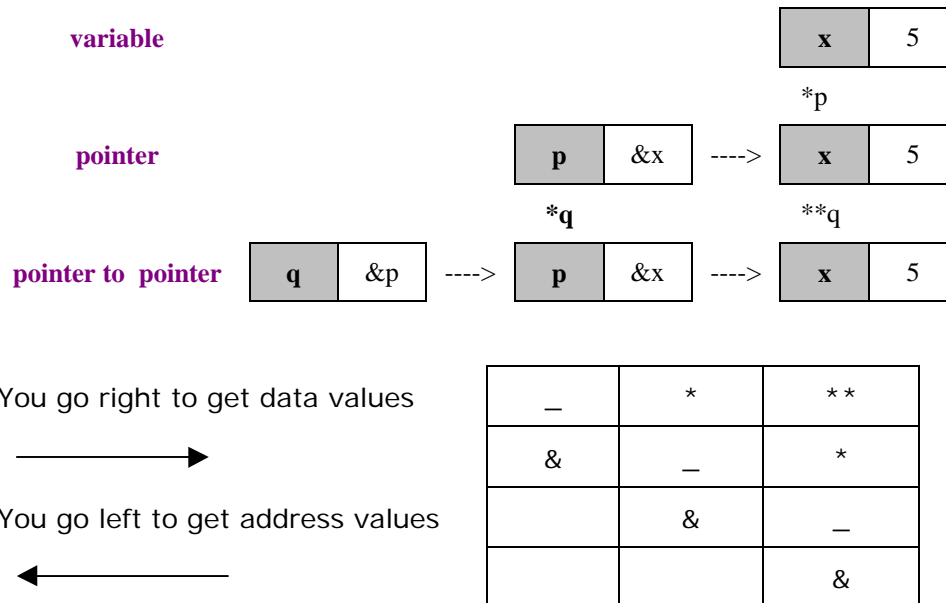 variable x 5
*p
pointer p &x ----> x 5
*q **q
pointer to pointer q &p ----> p &x ----> x 5
You go right to get data values
You go left to get address values
_ * **
& _ *
& _
&